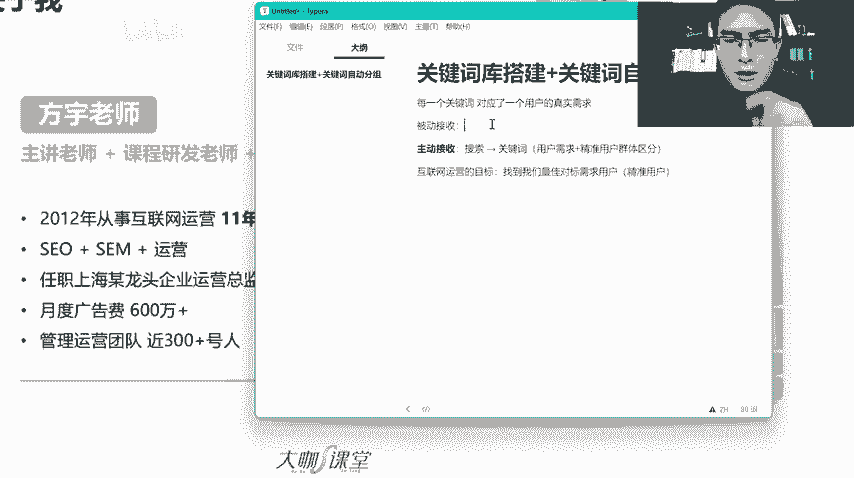 方宇老师
主讲老师 + 课程研发老师 +
• 2012年从事互联网运营 11年
• SEO + SEM + 运营
• 任职上海某龙头企业运营总监
• 月度广告费 600万+
• 管理运营团队 近300+号人
Untitled• - Typora
文件(F) 编辑(E) 段落(P) 格式(O) 视图(V) 主题(T) 帮助(H)
文件 大纲
关键词库搭建+关键词自动分组
关键词库搭建+关键词自
每一个关键词 对应了一个用户的真实需求
被动接收:
主动接收:搜索 → 关键词(用户需求+精准用户群体区分)
互联网运营的目标:找到我们最佳对标需求用户(精准用户)
ZH
大咖课堂